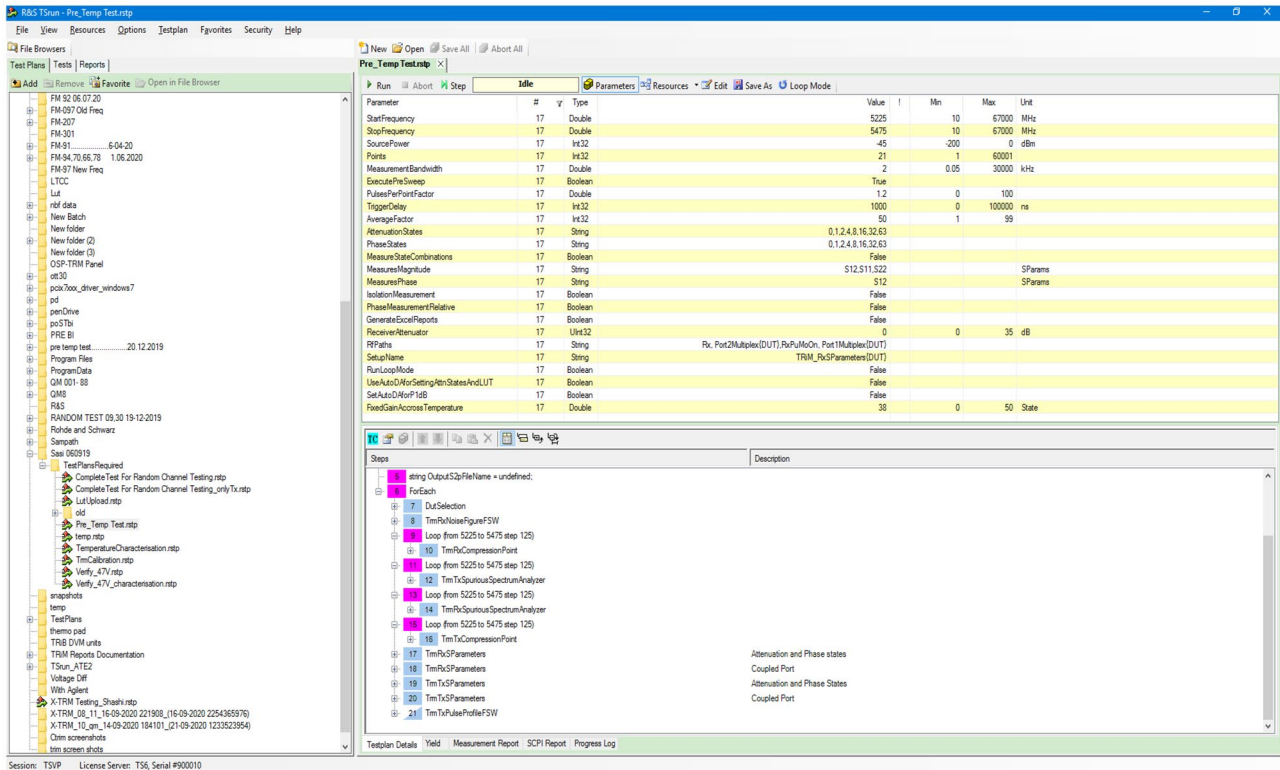 R&S TSrun - Pre_Temp Test.rstp
File View Resources Options Testplan Favorites Security Help
File Browsers
Test Plans Tests Reports
Add Remove Favorite Open in File Browser
FM 92 06.07.20
FM-097 Old Freq
FM-207
FM-301
FM-91...................6-04-20
FM-94,70,66,78 1.06.2020
FM-97 New Freq
LTCC
Lut
nbf data
New Batch
New folder
New folder (2)
New folder (3)
OSP-TRM Panel
ott30
pcix7xxx_driver_windows7
pd
penDrive
poSTbi
PRE BI
pre temp test..................20.12.2019
Program Files
ProgramData
QM 001- 88
QM8
R&S
RANDOM TEST 09,30 19-12-2019
Rohde and Schwarz
Sampath
Sasi 060919
TestPlansRequired
CompleteTest For Random Channel Testing.rstp
CompleteTest For Random Channel Testing_onlyTx.rstp
LutUpload.rstp
old
Pre_Temp Test.rstp
temp.rstp
TemperatureCharacterisation.rstp
TrmCalibration.rstp
Verify_47V.rstp
Verify_47V_characterisation.rstp
snapshots
temp
TestPlans
thermo pad
TRiB DVM units
TRiM Reports Documentation
TSrun_ATE2
Voltage Diff
With Agilent
X-TRM Testing_Shashi.rstp
X-TRM_08_11_16-09-2020 221908_(16-09-2020 2254365976)
X-TRM_10_qm_14-09-2020 184101_(21-09-2020 1233523954)
Ctrim screenshots
trim screen shots
New Open Save All Abort All
Pre_Temp Test.rstp
Run Abort Step Idle Parameters Resources Edit Save As Loop Mode
Parameter # Type Value ! Min Max Unit
StartFrequency 17 Double 5225 10 67000 MHz
StopFrequency 17 Double 5475 10 67000 MHz
SourcePower 17 Int32 -45 -200 0 dBm
Points 17 Int32 21 1 60001
MeasurementBandwidth 17 Double 2 0.05 30000 kHz
ExecutePreSweep 17 Boolean True
PulsesPerPointFactor 17 Double 1.2 0 100
TriggerDelay 17 Int32 1000 0 100000 ns
AverageFactor 17 Int32 50 1 99
AttenuationStates 17 String 0,1,2,4,8,16,32,63
PhaseStates 17 String 0,1,2,4,8,16,32,63
MeasureStateCombinations 17 Boolean False
MeasuresMagnitude 17 String S12,S11,S22 SParams
MeasuresPhase 17 String S12 SParams
IsolationMeasurement 17 Boolean False
PhaseMeasurementRelative 17 Boolean False
GenerateExcelReports 17 Boolean False
ReceiverAttenuator 17 UInt32 0 0 35 dB
RfPaths 17 String Rx, Port2Multiplex{DUT},RxPuMoOn, Port1Multiplex{DUT}
SetupName 17 String TRiM_RxSParameters{DUT}
RunLoopMode 17 Boolean False
UseAutoDAforSettingAttnStatesAndLUT 17 Boolean False
SetAutoDAforP1dB 17 Boolean False
FixedGainAccrossTemperature 17 Double 38 0 50 State
TC
Steps Description
5 string OutputS2pFileName = undefined;
6 ForEach
7 DutSelection
8 TrmRxNoiseFigureFSW
9 Loop (from 5225 to 5475 step 125)
10 TrmRxCompressionPoint
11 Loop (from 5225 to 5475 step 125)
12 TrmTxSpuriousSpectrumAnalyzer
13 Loop (from 5225 to 5475 step 125)
14 TrmRxSpuriousSpectrumAnalyzer
15 Loop (from 5225 to 5475 step 125)
16 TrmTxCompressionPoint
17 TrmRxSParameters Attenuation and Phase states
18 TrmRxSParameters Coupled Port
19 TrmTxSParameters Attenuation and Phase States
20 TrmTxSParameters Coupled Port
21 TrmTxPulseProfileFSW
Testplan Details Yield Measurement Report SCPI Report Progress Log
Session: TSVP License Server: TS6, Serial #900010